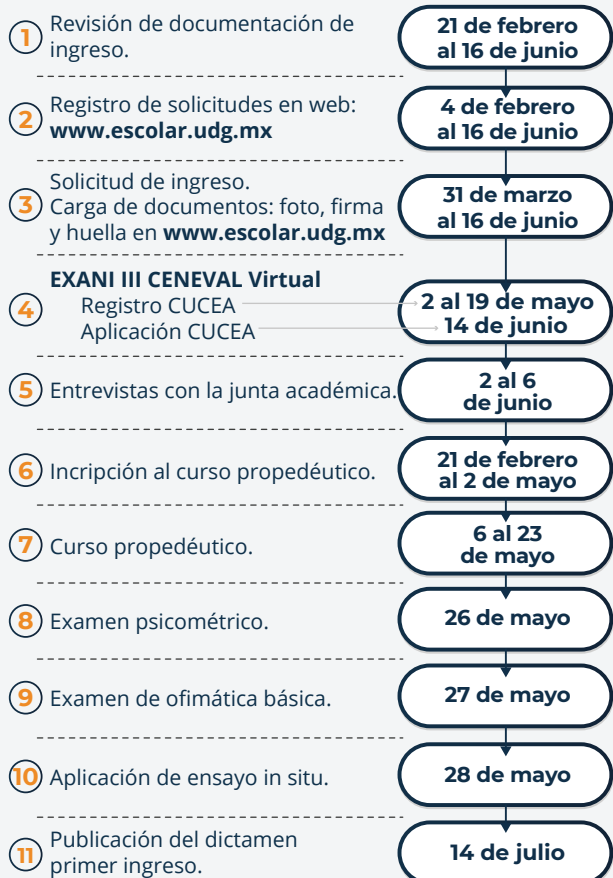 1
Revisión de documentación de
ingreso.
21 de febrero
al 16 de junio
2
Registro de solicitudes en web:
www.escolar.udg.mx
4 de febrero
al 16 de junio
3
Solicitud de ingreso.
Carga de documentos: foto, firma
y huella en www.escolar.udg.mx
31 de marzo
al 16 de junio
4
EXANI III CENEVAL Virtual
Registro CUCEA
Aplicación CUCEA
2 al 19 de mayo
14 de junio
5
Entrevistas con la junta académica.
2 al 6
de junio
6
Incripción al curso propedéutico.
21 de febrero
al 2 de mayo
7
Curso propedéutico.
6 al 23
de mayo
8
Examen psicométrico.
26 de mayo
9
Examen de ofimática básica.
27 de mayo
10
Aplicación de ensayo in situ.
28 de mayo
11
Publicación del dictamen
primer ingreso.
14 de julio